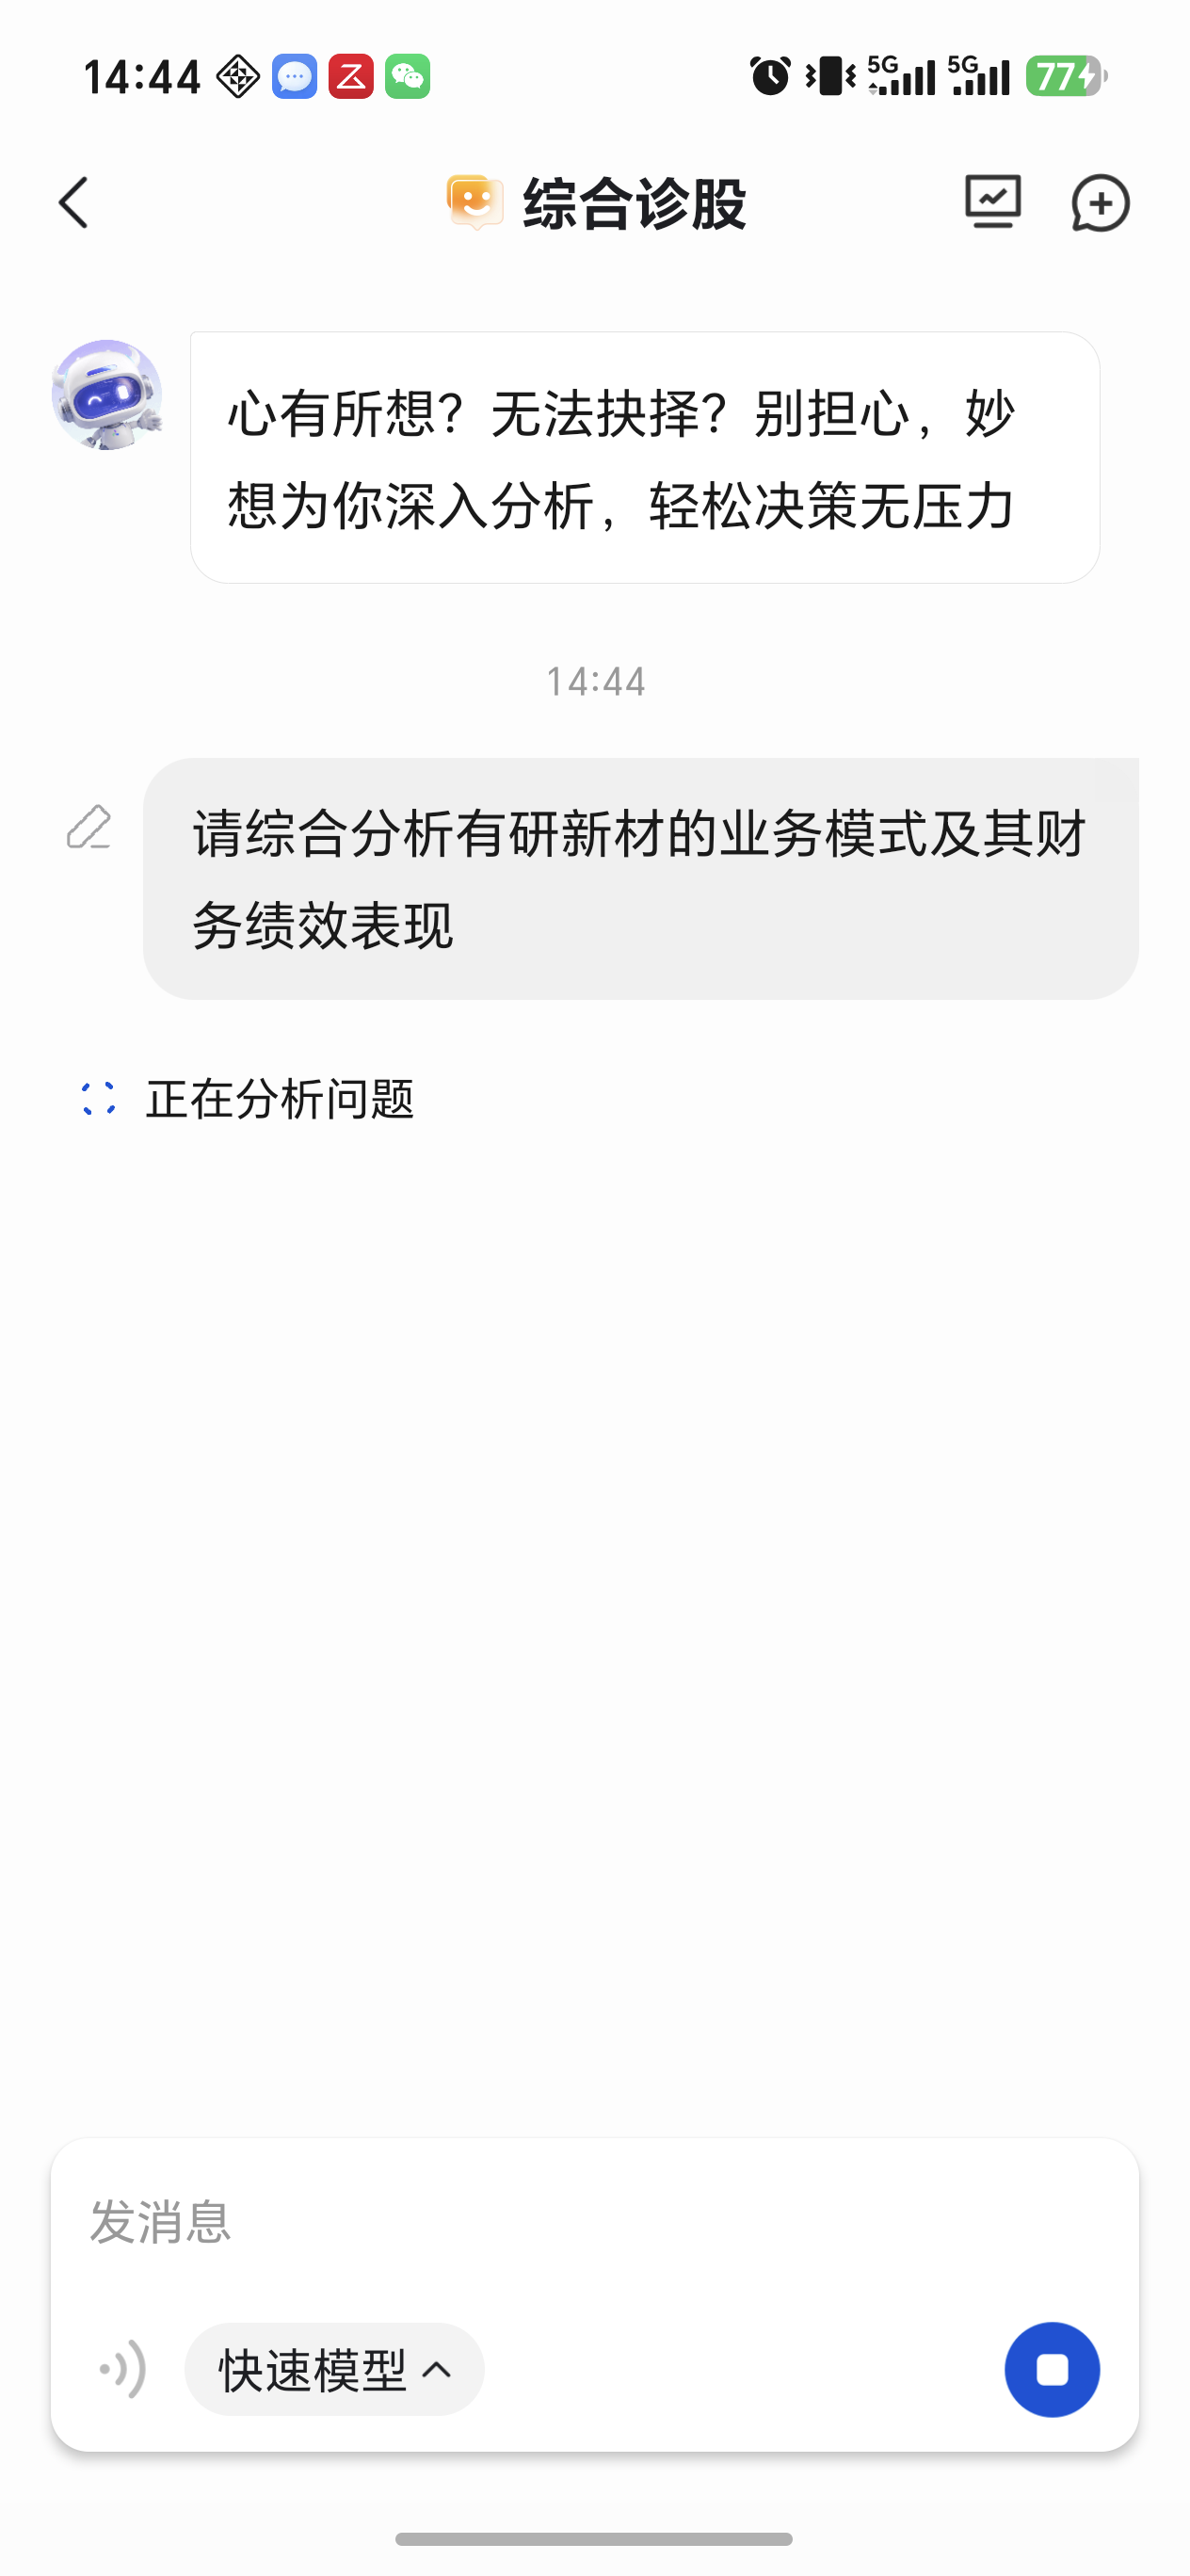 14:44
5G
5G
77
综合诊股
心有所想？无法抉择？别担心，妙
想为你深入分析，轻松决策无压力
14:44
请综合分析有研新材的业务模式及其财
务绩效表现
正在分析问题
发消息
快速模型